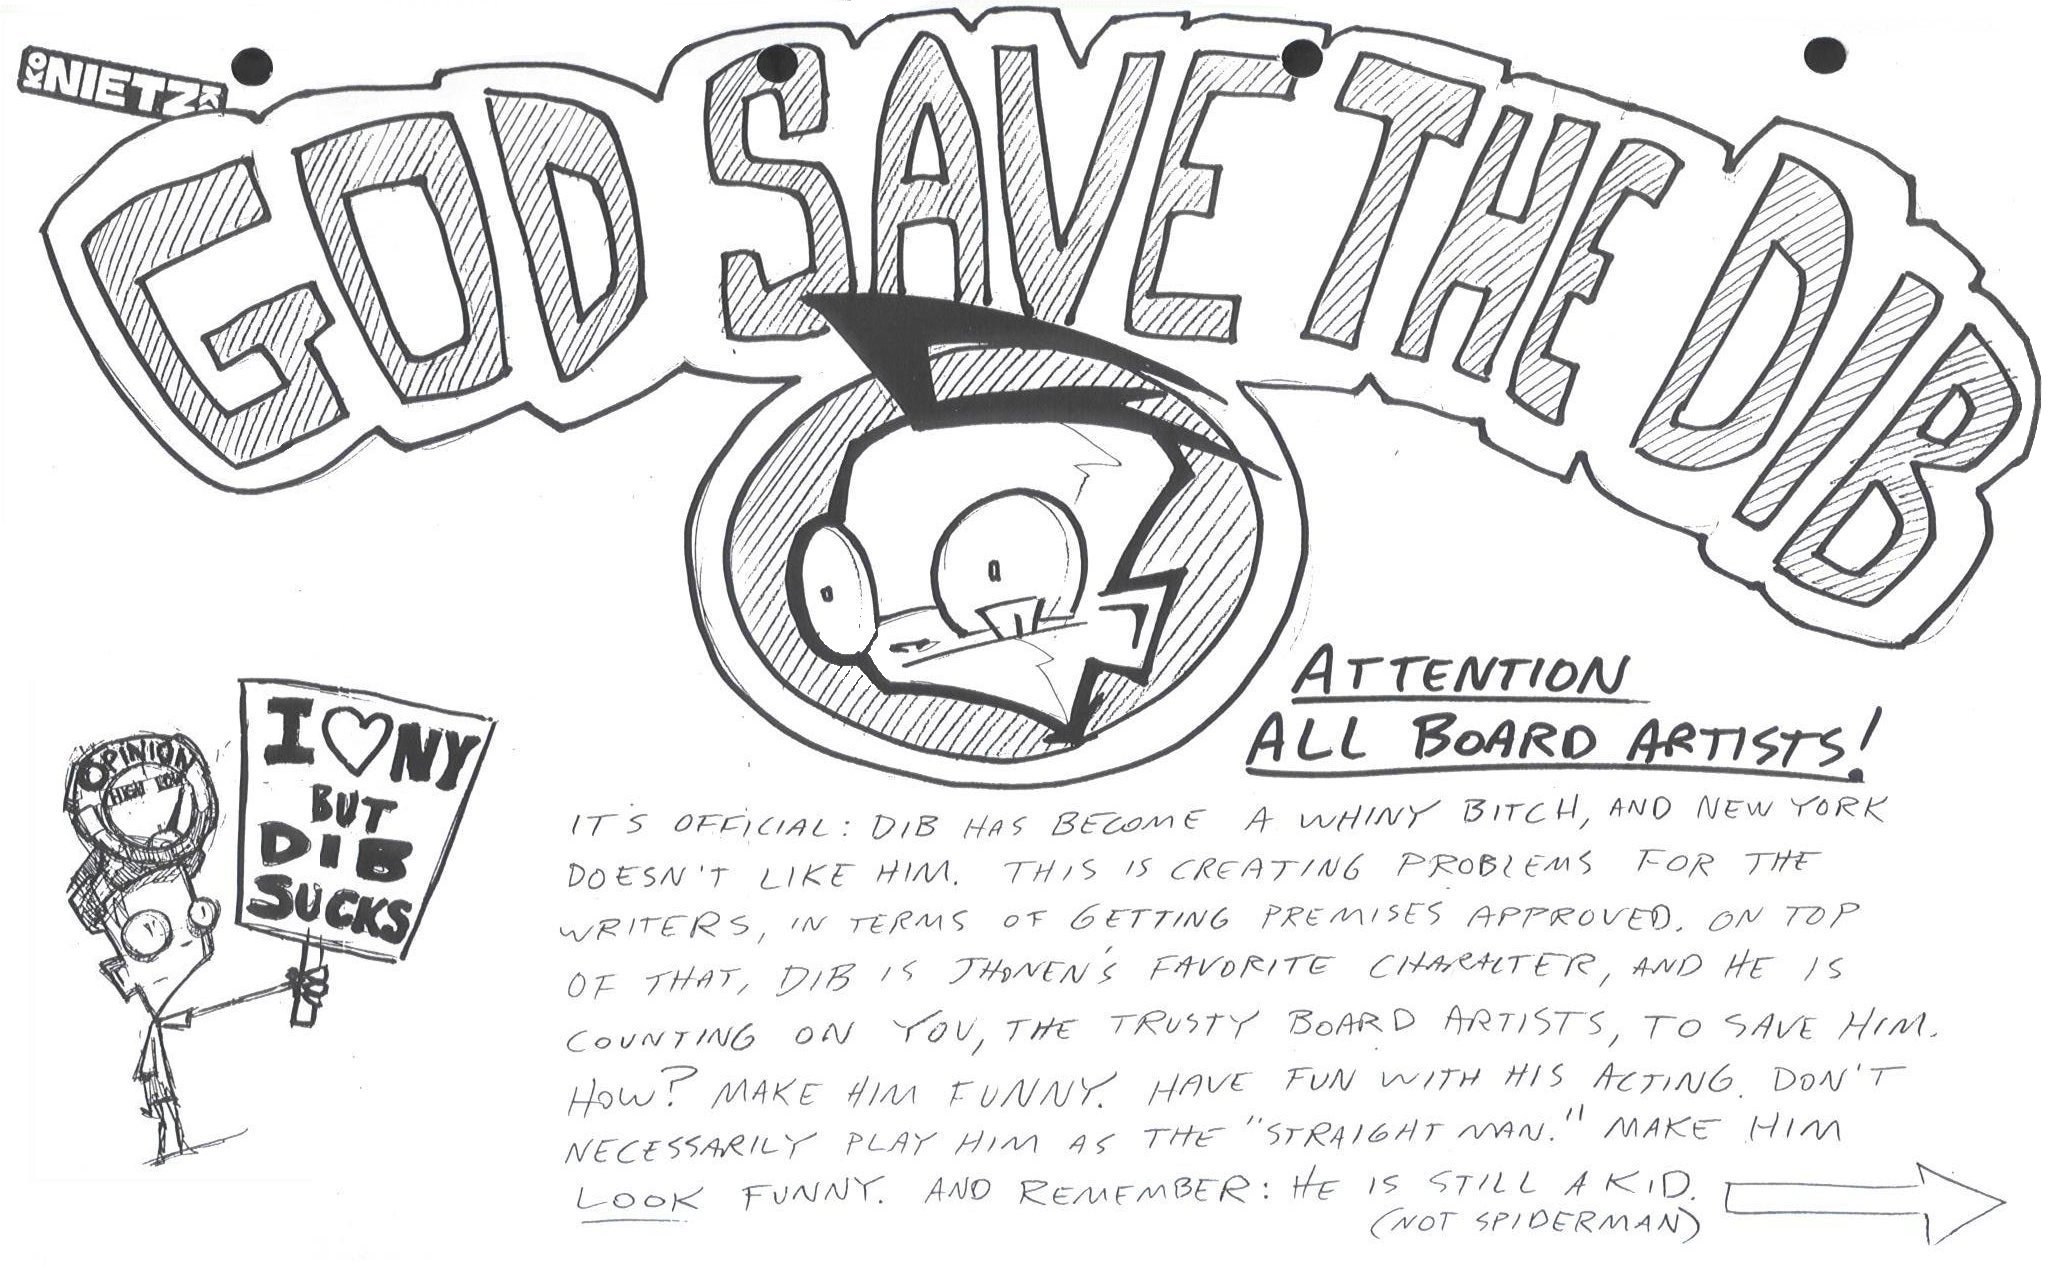 KONIETZKO
GOD SAVE THE DIB
OPINION
I ♡ NY
BUT
DIB
SUCKS
ATTENTION
ALL BOARD ARTISTS!
IT'S OFFICIAL: DIB HAS BECOME A WHINY BITCH, AND NEW YORK
DOESN'T LIKE HIM. THIS IS CREATING PROBLEMS FOR THE
WRITERS, IN TERMS OF GETTING PREMISES APPROVED. ON TOP
OF THAT, DIB IS JHONEN'S FAVORITE CHARACTER, AND HE IS
COUNTING ON YOU, THE TRUSTY BOARD ARTISTS, TO SAVE HIM.
HOW? MAKE HIM FUNNY. HAVE FUN WITH HIS ACTING. DON'T
NECESSARILY PLAY HIM AS THE "STRAIGHT MAN." MAKE HIM
LOOK FUNNY. AND REMEMBER: HE IS STILL A KID.
(NOT SPIDERMAN)